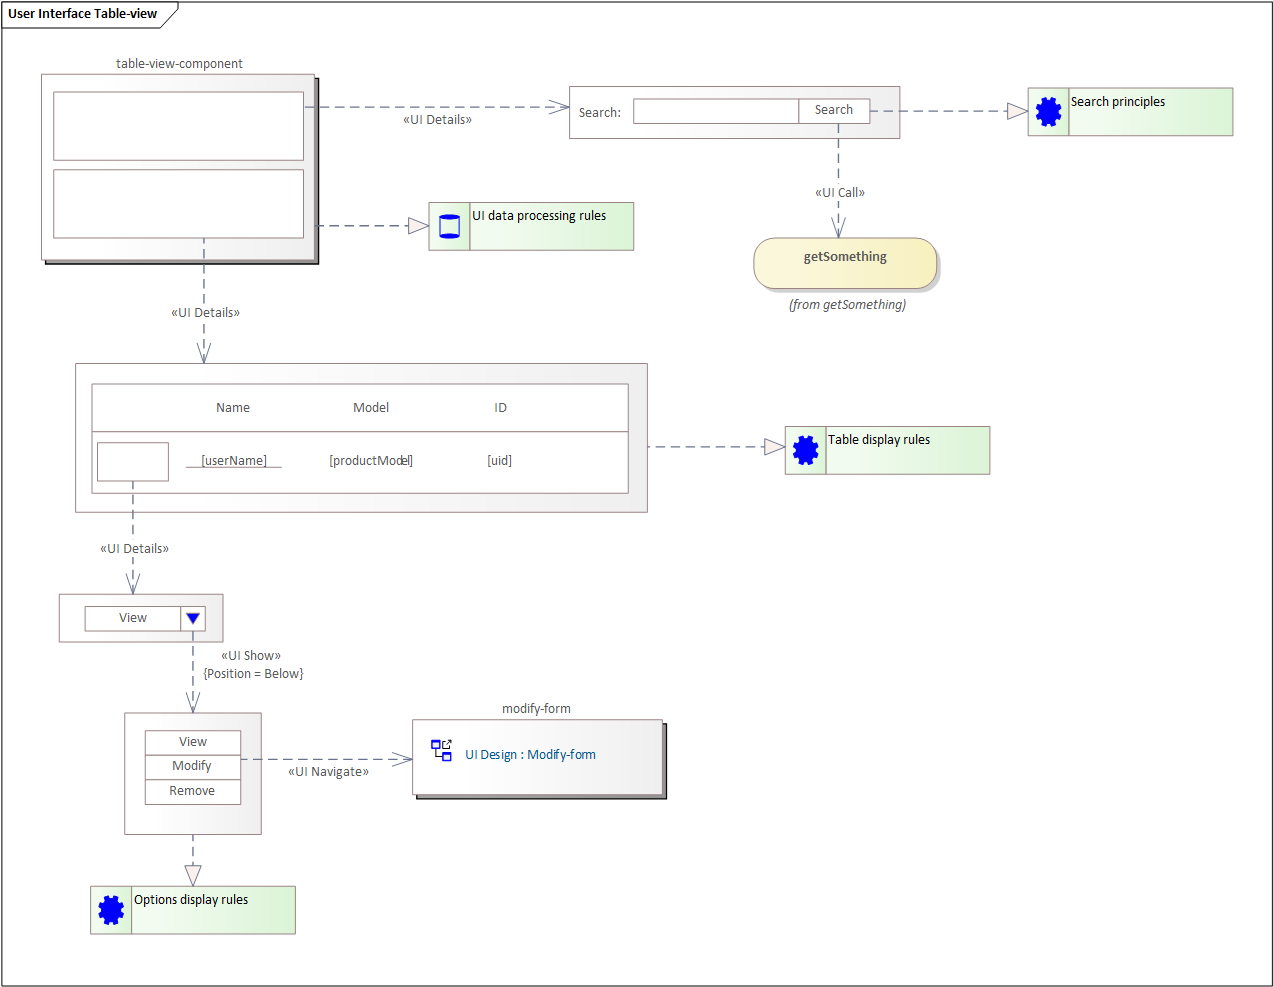 User Interface Table-view
table-view-component
Search:
Search
Search principles
«UI Details»
«UI Call»
UI data processing rules
getSomething
(from getSomething)
«UI Details»
Name
Model
ID
Table display rules
[userName]
[productModel]
[uid]
«UI Details»
View
«UI Show»
{Position = Below}
modify-form
View
Modify
Remove
«UI Navigate»
UI Design : Modify-form
Options display rules